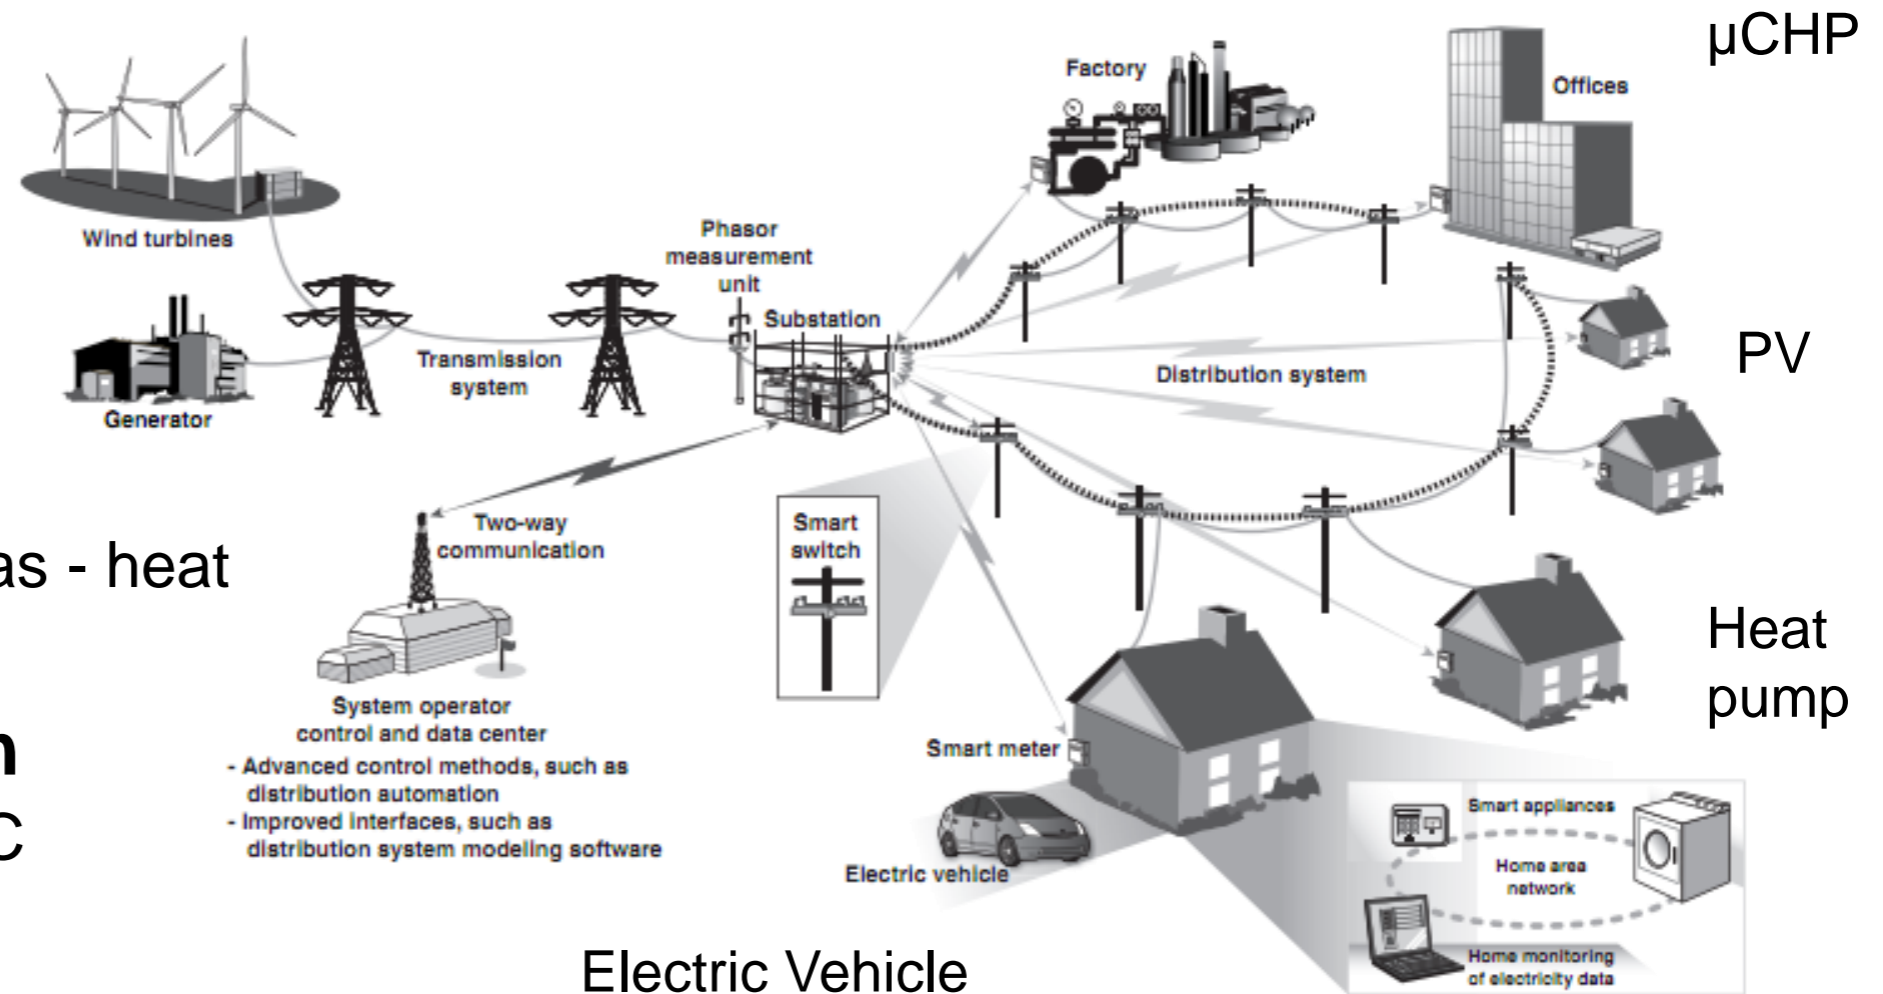 µCHP
Factory
Offices
Wind turbines
Phasor
measurement
unit
Substation
Transmission
system
Generator
Distribution system
PV
Two-way
communication
Smart
switch
as - heat
Heat
pump
System operator
control and data center
- Advanced control methods, such as
distribution automation
- Improved interfaces, such as
distribution system modeling software
n
C
Smart meter
Electric vehicle
Smart appliances
Home area
network
Home monitoring
of electricity data
Electric Vehicle